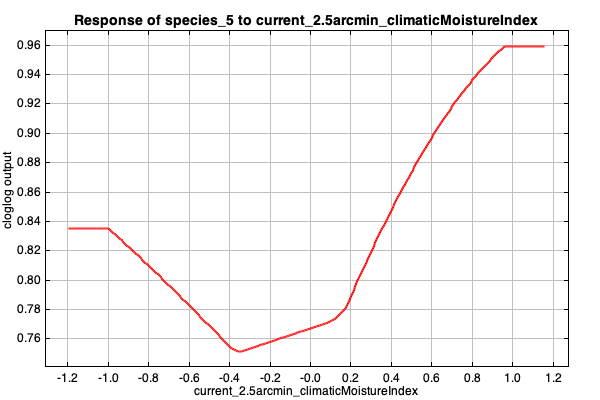 Response of species_5 to current_2.5arcmin_climaticMoistureIndex
0.96
0.94
0.92
0.90
0.88
0.86
0.84
0.82
0.80
0.78
0.76
cloglog output
-1.2 -1.0 -0.8 -0.6 -0.4 -0.2 -0.0 0.2 0.4 0.6 0.8 1.0 1.2
current_2.5arcmin_climaticMoistureIndex